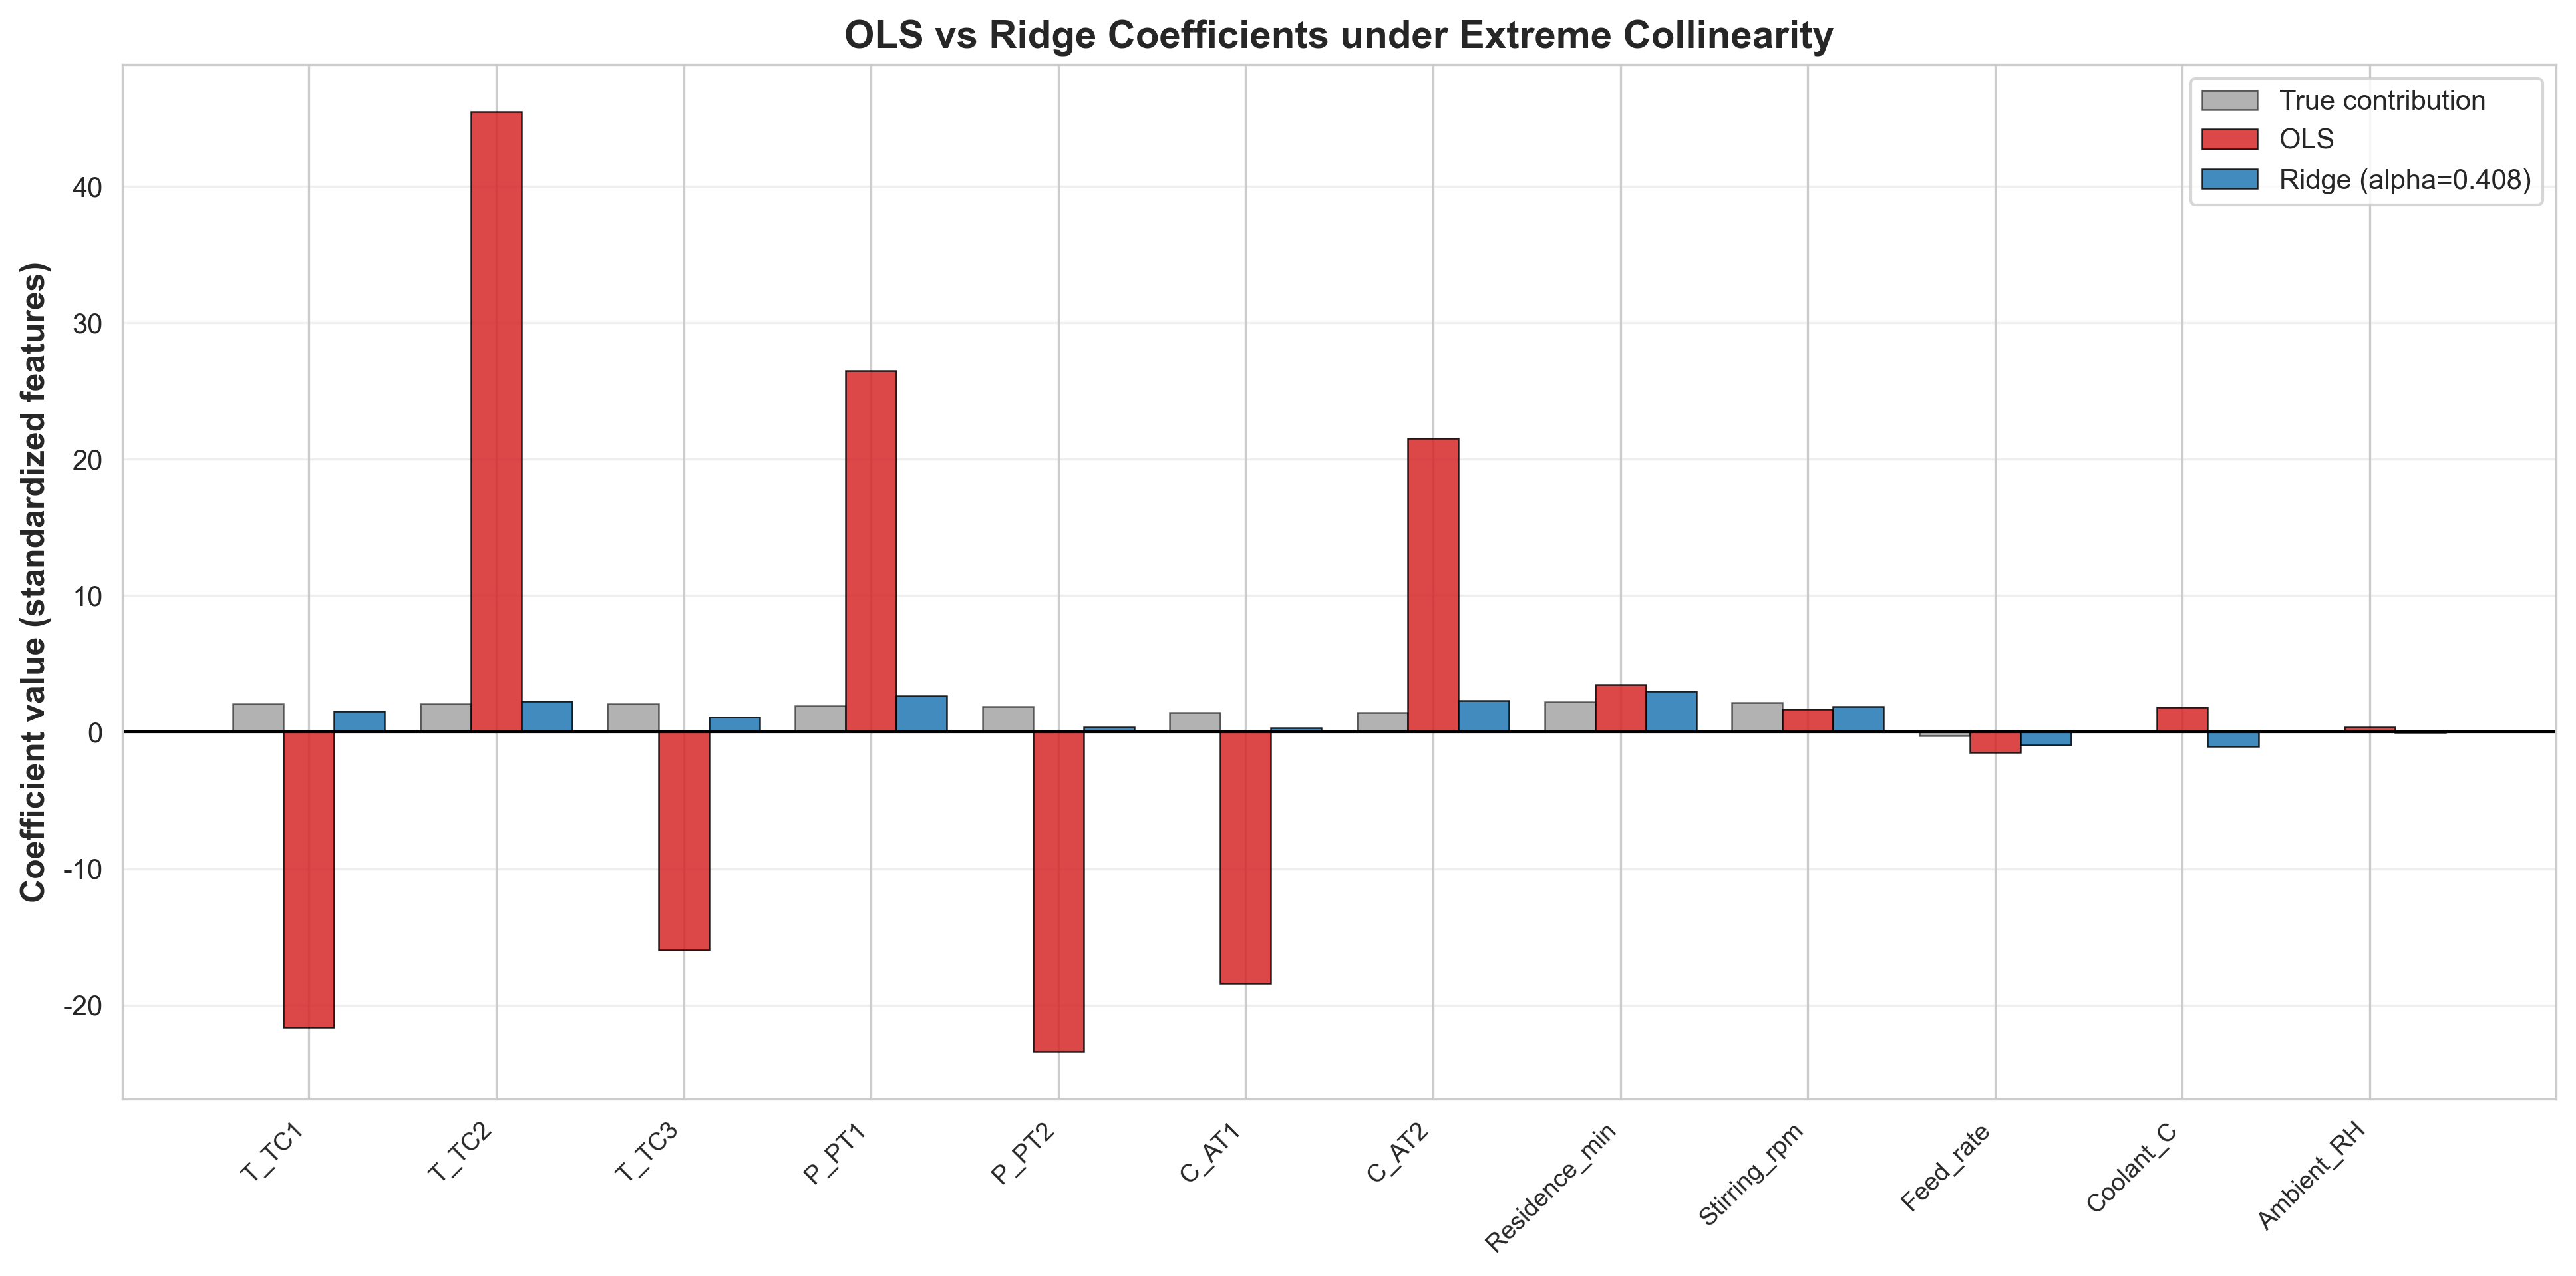 OLS vs Ridge Coefficients under Extreme Collinearity
True contribution
OLS
Ridge (alpha=0.408)
Coefficient value (standardized features)
40
30
20
10
0
-10
-20
T_TC1
T_TC2
T_TC3
P_PT1
P_PT2
C_AT1
C_AT2
Residence_min
Stirring_rpm
Feed_rate
Coolant_C
Ambient_RH